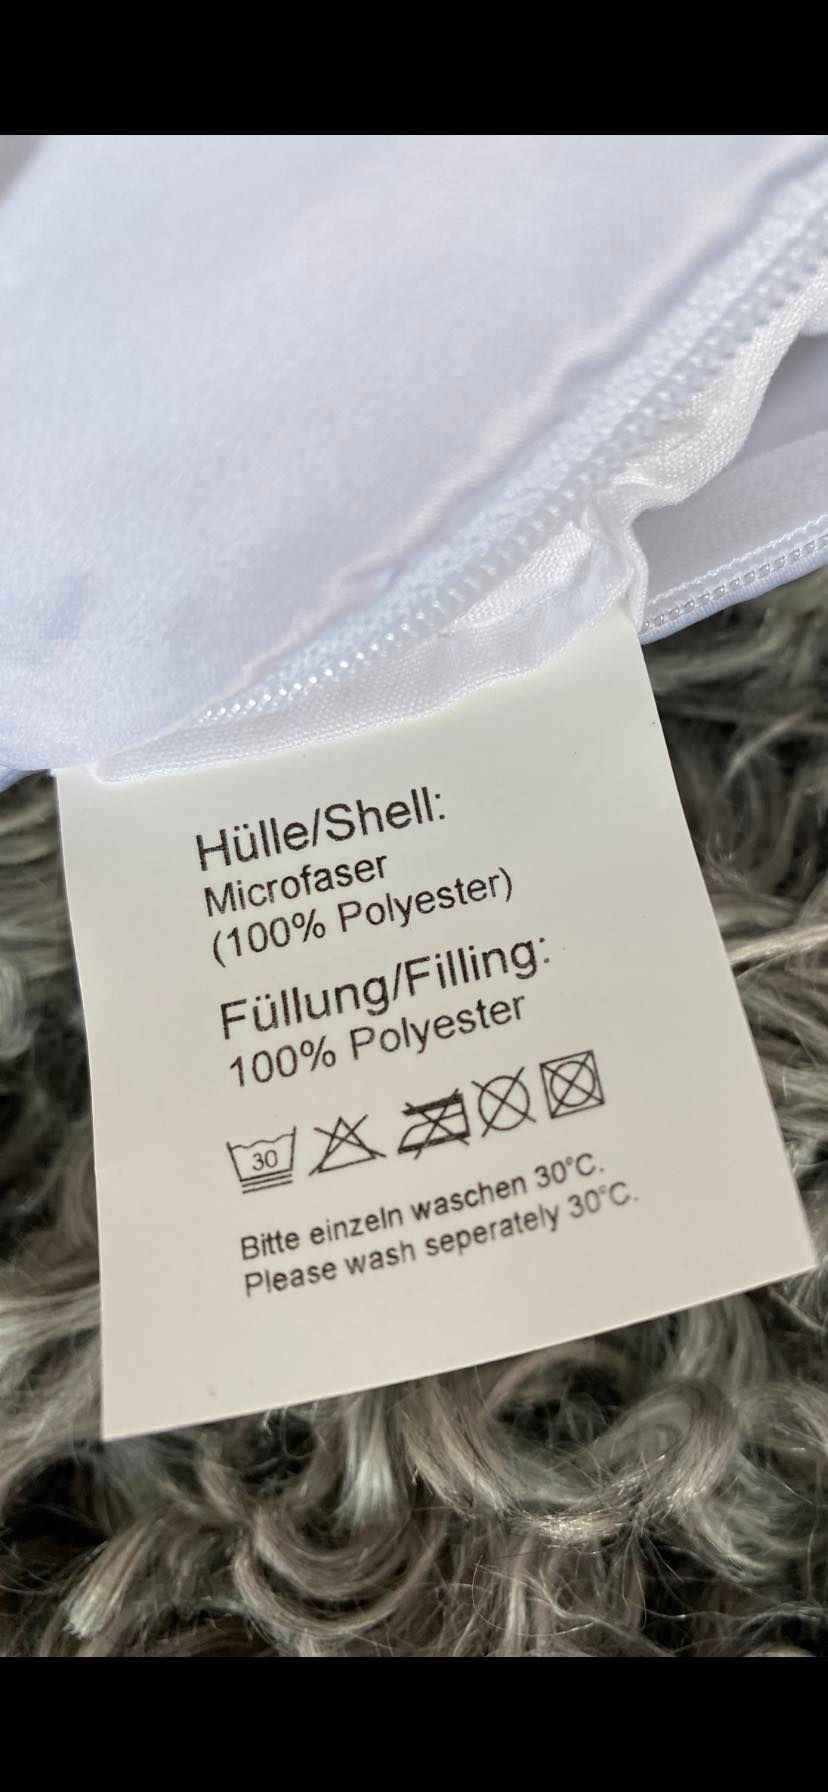 Hülle/Shell:
Microfaser
(100% Polyester)
Füllung/Filling:
100% Polyester
30
Bitte einzeln waschen 30°C.
Please wash seperately 30°C.